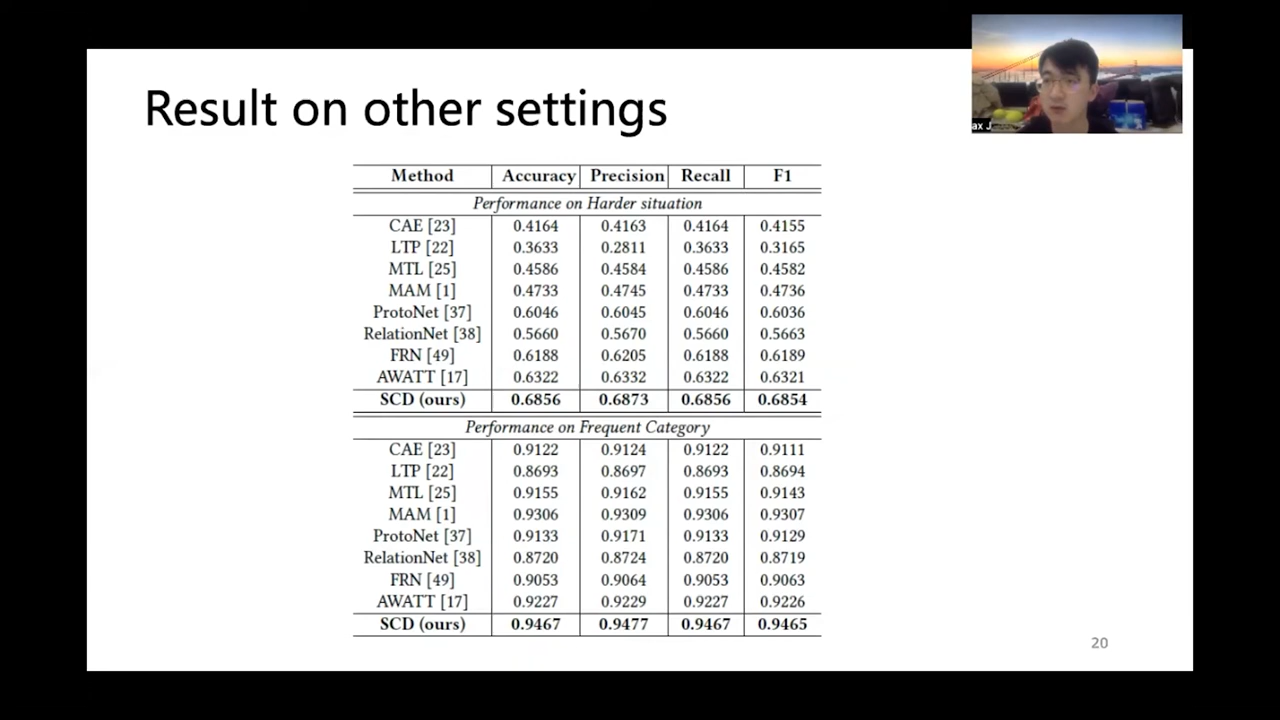 Result on other settings
ax J
Method Accuracy Precision Recall F1
Performance on Harder situation
CAE [23] 0.4164 0.4163 0.4164 0.4155
LTP [22] 0.3633 0.2811 0.3633 0.3165
MTL [25] 0.4586 0.4584 0.4586 0.4582
MAM [1] 0.4733 0.4745 0.4733 0.4736
ProtoNet [37] 0.6046 0.6045 0.6046 0.6036
RelationNet [38] 0.5660 0.5670 0.5660 0.5663
FRN [49] 0.6188 0.6205 0.6188 0.6189
AWATT [17] 0.6322 0.6332 0.6322 0.6321
SCD (ours) 0.6856 0.6873 0.6856 0.6854
Performance on Frequent Category
CAE [23] 0.9122 0.9124 0.9122 0.9111
LTP [22] 0.8693 0.8697 0.8693 0.8694
MTL [25] 0.9155 0.9162 0.9155 0.9143
MAM [1] 0.9306 0.9309 0.9306 0.9307
ProtoNet [37] 0.9133 0.9171 0.9133 0.9129
RelationNet [38] 0.8720 0.8724 0.8720 0.8719
FRN [49] 0.9053 0.9064 0.9053 0.9063
AWATT [17] 0.9227 0.9229 0.9227 0.9226
SCD (ours) 0.9467 0.9477 0.9467 0.9465
20